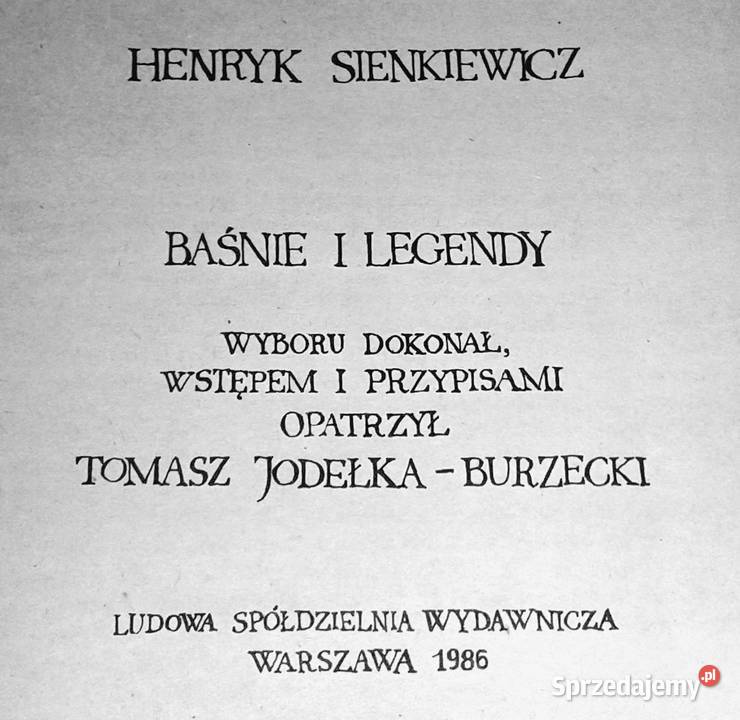 HENRYK SIENKIEWICZ
BAŚNIE I LEGENDY
WYBORU DOKONAŁ,
WSTĘPEM I PRZYPISAMI
OPATRZYŁ
TOMASZ JODEŁKA-BURZECKI
LUDOWA SPÓŁDZIELNIA WYDAWNICZA
WARSZAWA 1986
Sprzedajemy.pl